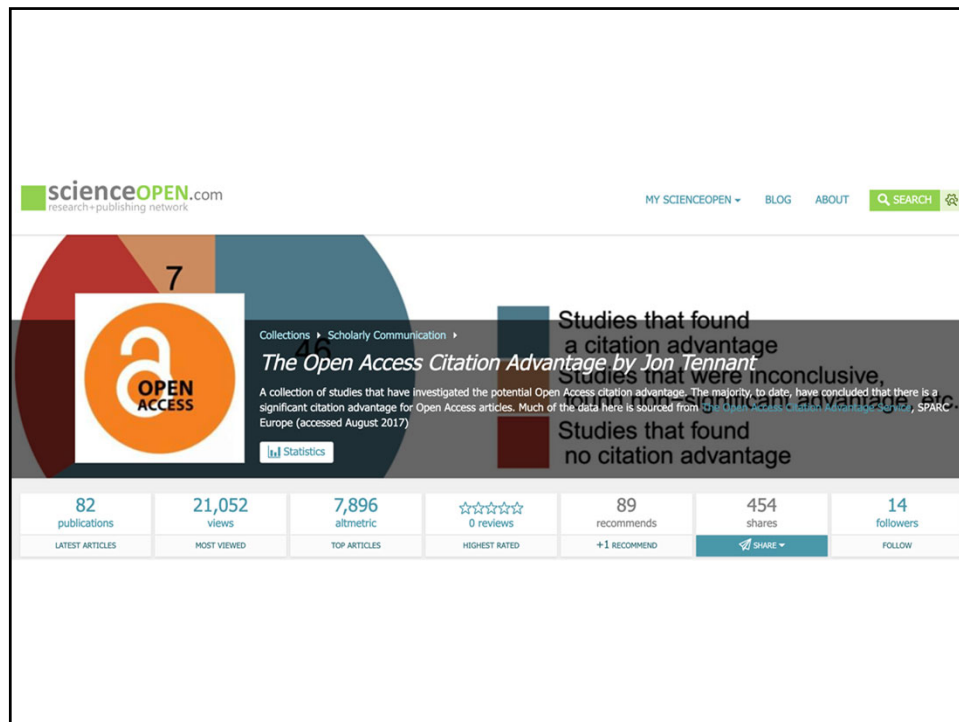 scienceOPEN.com
research+publishing network
MY SCIENCEOPEN
BLOG
ABOUT
SEARCH
7
46
OPEN
ACCESS
Studies that found
a citation advantage
Studies that were inconclusive,
found non-significant advantage, etc.
Studies that found
no citation advantage
Collections Scholarly Communication
The Open Access Citation Advantage by Jon Tennant
A collection of studies that have investigated the potential Open Access citation advantage. The majority, to date, have concluded that there is a
significant citation advantage for Open Access articles. Much of the data here is sourced from The Open Access Citation Advantage Service, SPARC
Europe (accessed August 2017)
Statistics
82
publications
LATEST ARTICLES
21,052
views
MOST VIEWED
7,896
altmetric
TOP ARTICLES
0 reviews
HIGHEST RATED
89
recommends
+1 RECOMMEND
454
shares
SHARE
14
followers
FOLLOW